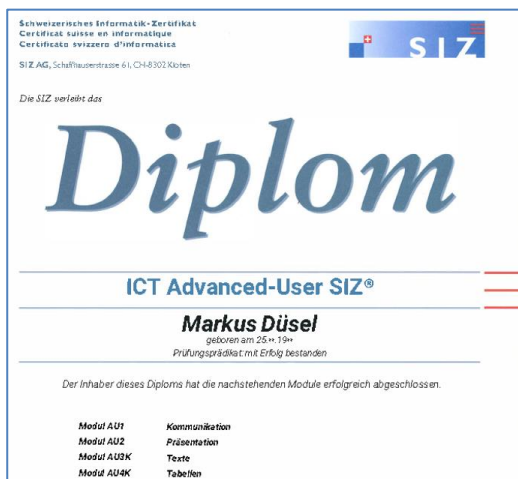 Schweizerisches Informatik-Zertifikat
Certificat suisse en informatique
Certificato svizzero d'informatica
SIZ
SIZ AG, Schaffhauserstrasse 61, CH-8302 Kloten
Die SIZ verleiht das
Diplom
ICT Advanced-User SIZ®
Markus Düsel
geboren am 25.**.19**
Prüfungsprädikat: mit Erfolg bestanden
Der Inhaber dieses Diploms hat die nachstehenden Module erfolgreich abgeschlossen.
Modul AU1 Kommunikation
Modul AU2 Präsentation
Modul AU3K Texte
Modul AU4K Tabellen